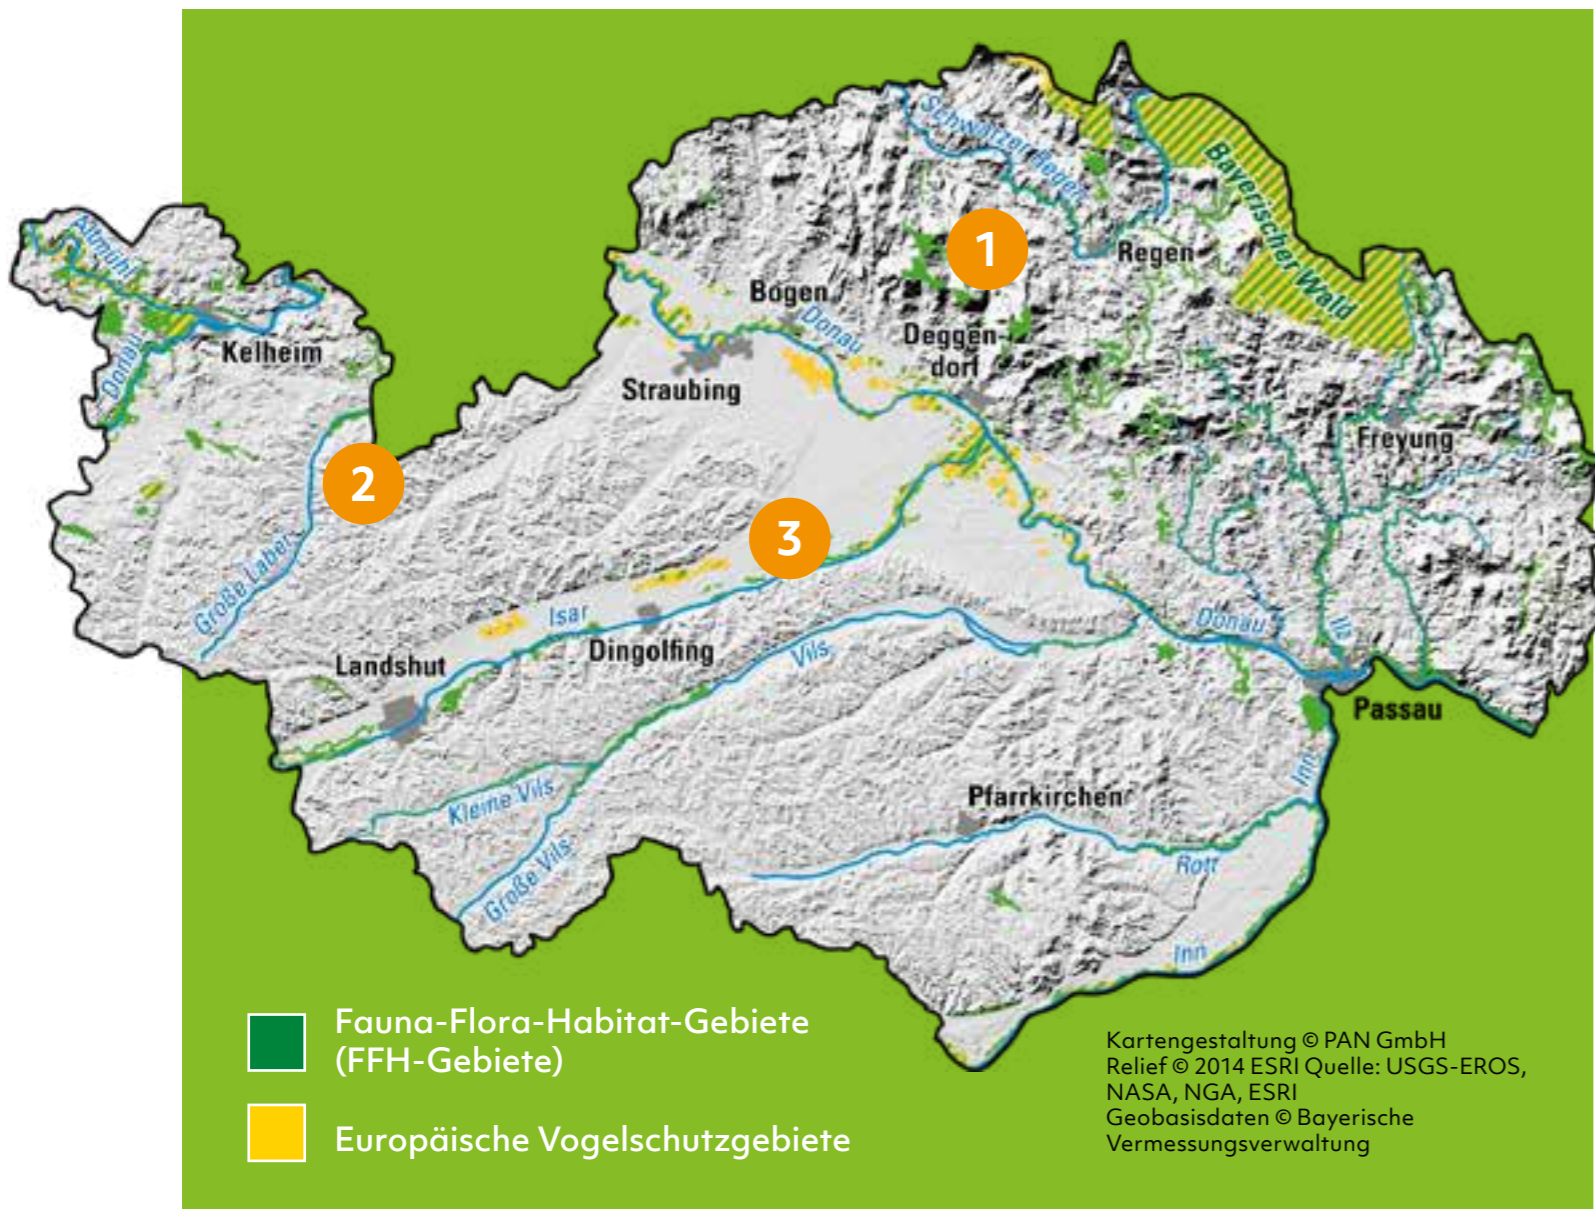 Schwarzer Regen
Bayerischer Wald
1
Regen
Altmühl
Bogen
Donau
Deggen-
dorf
Kelheim
Donau
Straubing
Freyung
2
3
Große Laber
Isar
Dingolfing
Vils
Donau
Ilz
Landshut
Passau
Inn
Kleine Vils
Pfarrkirchen
Große Vils
Rott
Inn
Fauna-Flora-Habitat-Gebiete
(FFH-Gebiete)
Europäische Vogelschutzgebiete
Kartengestaltung © PAN GmbH
Relief © 2014 ESRI Quelle: USGS-EROS,
NASA, NGA, ESRI
Geobasisdaten © Bayerische
Vermessungsverwaltung